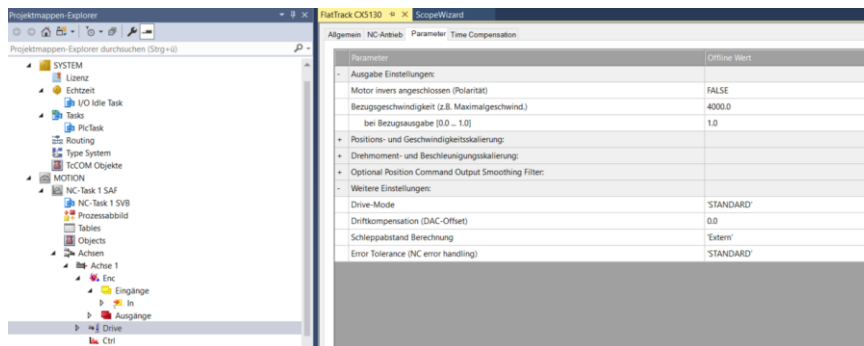 Projektmappen-Explorer
Projektmappen-Explorer durchsuchen (Strg+ü)
SYSTEM
Lizenz
Echtzeit
I/O Idle Task
Tasks
PlcTask
Routing
Type System
TcCOM Objekte
MOTION
NC-Task 1 SAF
NC-Task 1 SVB
Prozessabbild
Tables
Objects
Achsen
Achse 1
Enc
Eingänge
In
Ausgänge
Drive
Ctrl
FlatTrack CX5130 ScopeWizard
Allgemein NC-Antrieb Parameter Time Compensation
Parameter Offline Wert
- Ausgabe Einstellungen:
Motor invers angeschlossen (Polarität) FALSE
Bezugsgeschwindigkeit (z.B. Maximalgeschwind.) 4000.0
bei Bezugsausgabe [0.0 ... 1.0] 1.0
+ Positions- und Geschwindigkeitsskalierung:
+ Drehmoment- und Beschleunigungsskalierung:
+ Optional Position Command Output Smoothing Filter:
- Weitere Einstellungen:
Drive-Mode 'STANDARD'
Driftkompensation (DAC-Offset) 0.0
Schleppabstand Berechnung 'Extern'
Error Tolerance (NC error handling) 'STANDARD'